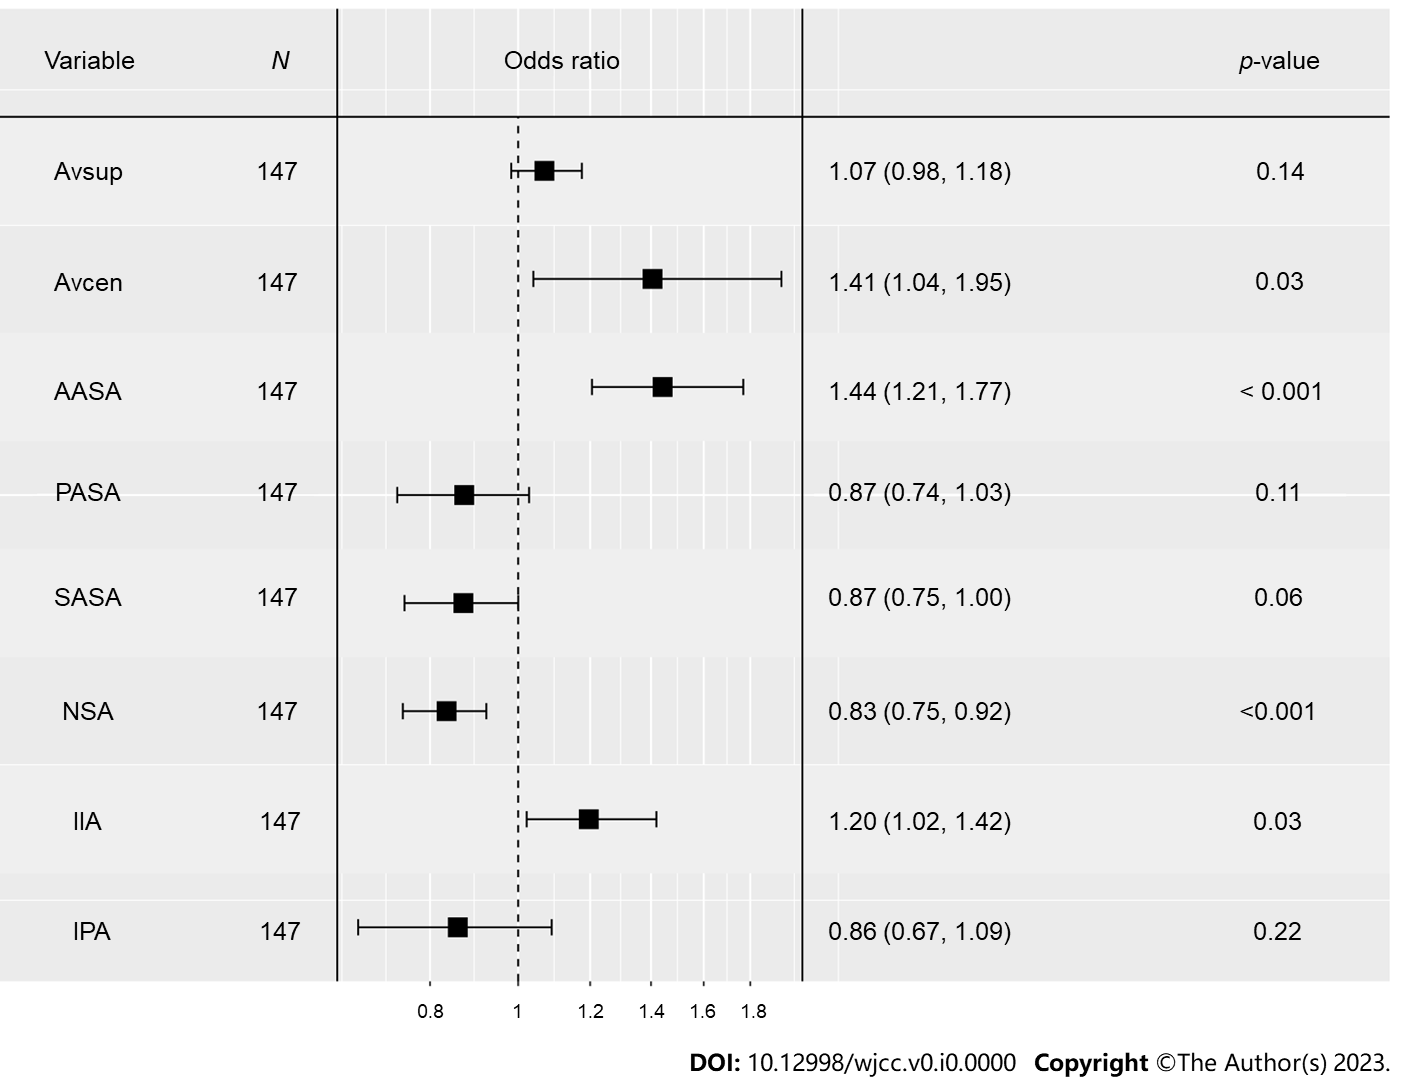 Variable N Odds ratio p-value
Avsup 147 1.07 (0.98, 1.18) 0.14
Avcen 147 1.41 (1.04, 1.95) 0.03
AASA 147 1.44 (1.21, 1.77) < 0.001
PASA 147 0.87 (0.74, 1.03) 0.11
SASA 147 0.87 (0.75, 1.00) 0.06
NSA 147 0.83 (0.75, 0.92) <0.001
IIA 147 1.20 (1.02, 1.42) 0.03
IPA 147 0.86 (0.67, 1.09) 0.22
0.8 1 1.2 1.4 1.6 1.8
DOI: 10.12998/wjcc.v0.i0.0000 Copyright ©The Author(s) 2023.